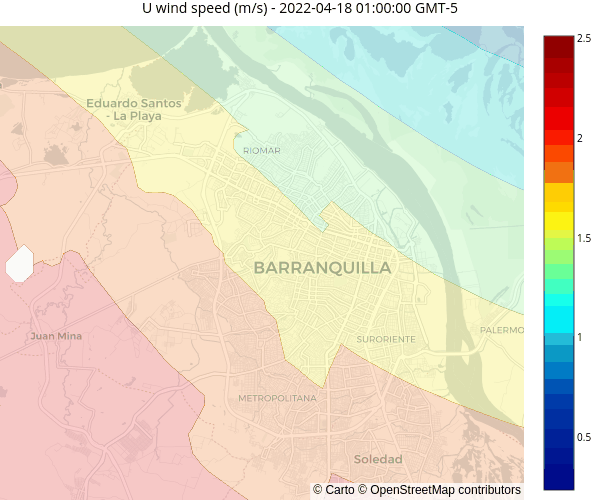 U wind speed (m/s) - 2022-04-18 01:00:00 GMT-5
2.5
Eduardo Santos
- La Playa
2
RIOMAR
1.5
BARRANQUILLA
PALERMO
1
Juan Mina
SURORIENTE
METROPOLITANA
0.5
Soledad
© Carto © OpenStreetMap contributors